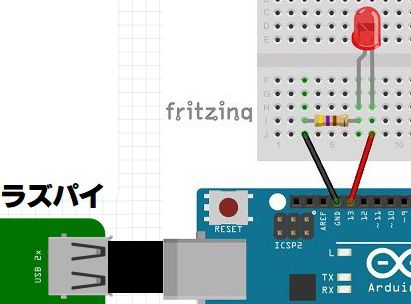 fritzing
F
G
H
I
J
1
5
10
ラズパイ
RESET
ICSP2
AREF
GND
13
12
~11
~10
~9
USB 2x
L
TX
RX
Arduin